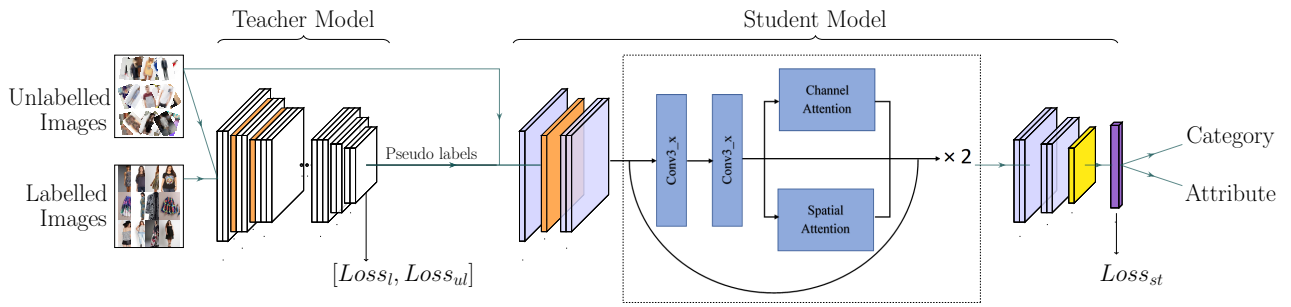 Teacher Model
Student Model
Unlabelled
Images
Labelled
Images
Pseudo labels
Conv3_x
Conv3_x
Channel
Attention
Spatial
Attention
× 2
Category
Attribute
[Loss_l, Loss_ul]
Loss_st